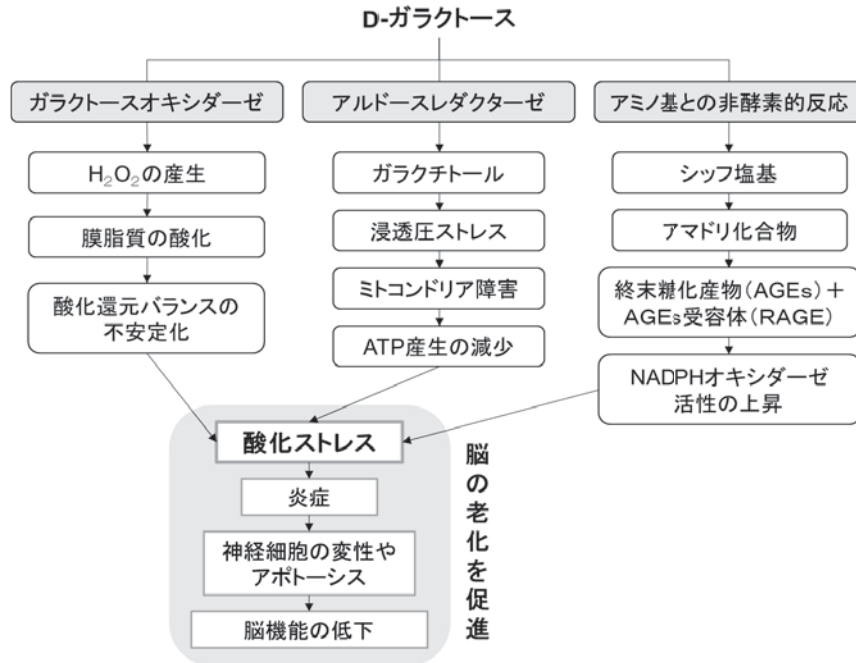 D-ガラクトース
ガラクトースオキシダーゼ
H₂O₂の産生
膜脂質の酸化
酸化還元バランスの
不安定化
アルドースレダクターゼ
ガラクチトール
浸透圧ストレス
ミトコンドリア障害
ATP産生の減少
アミノ基との非酵素的反応
シッフ塩基
アマドリ化合物
終末糖化産物(AGEs)+
AGEs受容体(RAGE)
NADPHオキシダーゼ
活性の上昇
酸化ストレス
炎症
神経細胞の変性や
アポトーシス
脳機能の低下
脳の老化を促進